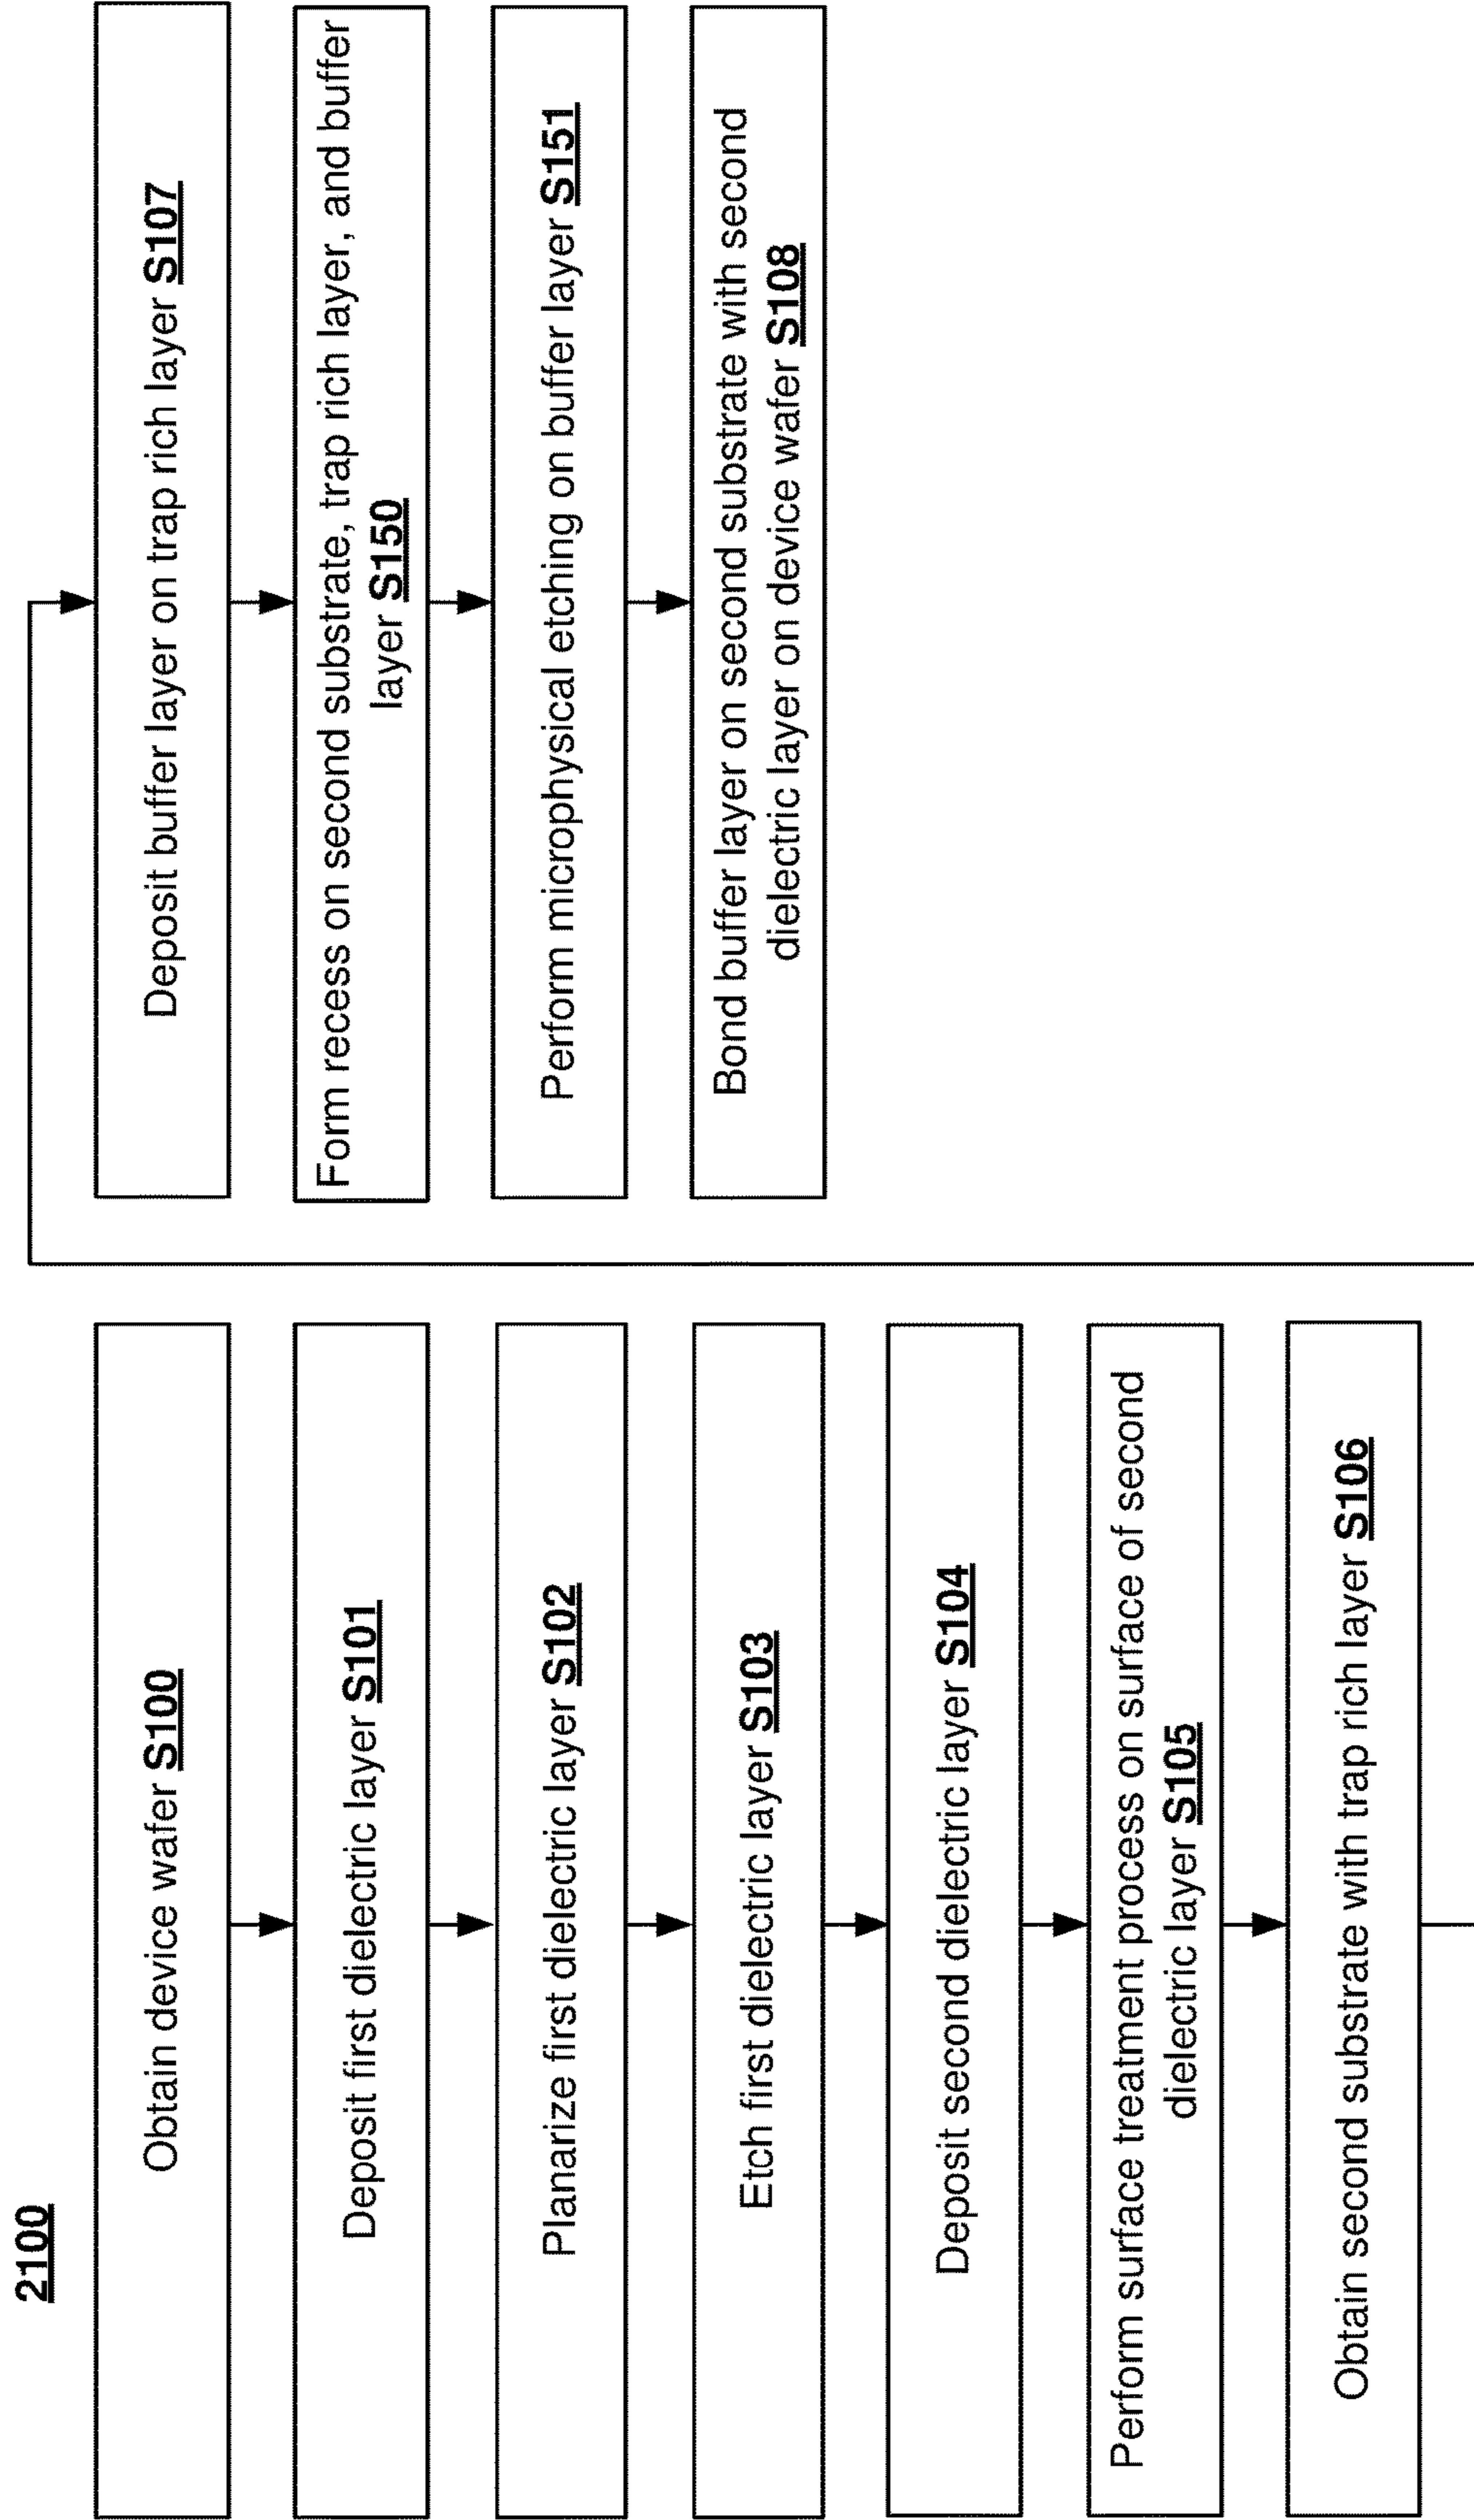 2100
Obtain device wafer S100
Deposit first dielectric layer S101
Planarize first dielectric layer S102
Etch first dielectric layer S103
Deposit second dielectric layer S104
Perform surface treatment process on surface of second
dielectric layer S105
Obtain second substrate with trap rich layer S106
Deposit buffer layer on trap rich layer S107
Form recess on second substrate, trap rich layer, and buffer
layer S150
Perform microphysical etching on buffer layer S151
Bond buffer layer on second substrate with second
dielectric layer on device wafer S108